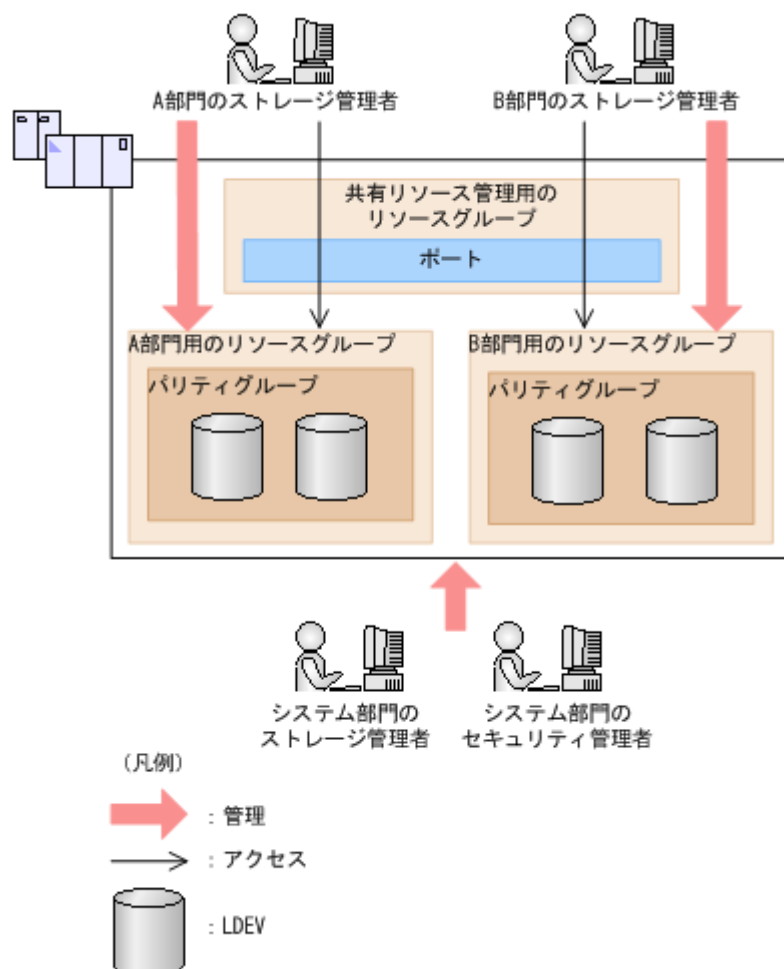 A部門のストレージ管理者
B部門のストレージ管理者
共有リソース管理用の
リソースグループ
ポート
A部門用のリソースグループ
B部門用のリソースグループ
パリティグループ
パリティグループ
システム部門の
ストレージ管理者
システム部門の
セキュリティ管理者
(凡例)
: 管理
: アクセス
: LDEV